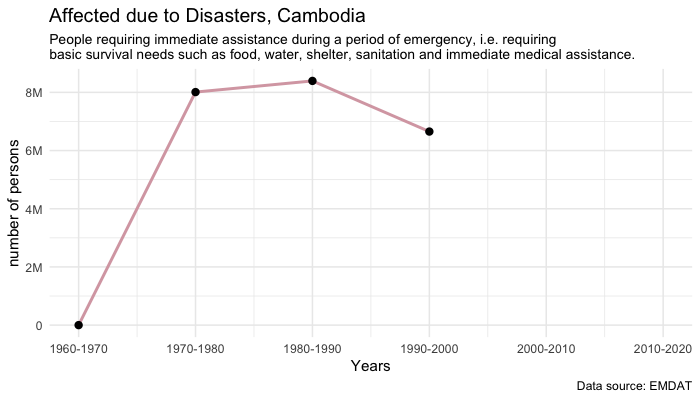 Affected due to Disasters, Cambodia
People requiring immediate assistance during a period of emergency, i.e. requiring
basic survival needs such as food, water, shelter, sanitation and immediate medical assistance.
number of persons
8M
6M
4M
2M
0
1960-1970 1970-1980 1980-1990 1990-2000 2000-2010 2010-2020
Years
Data source: EMDAT